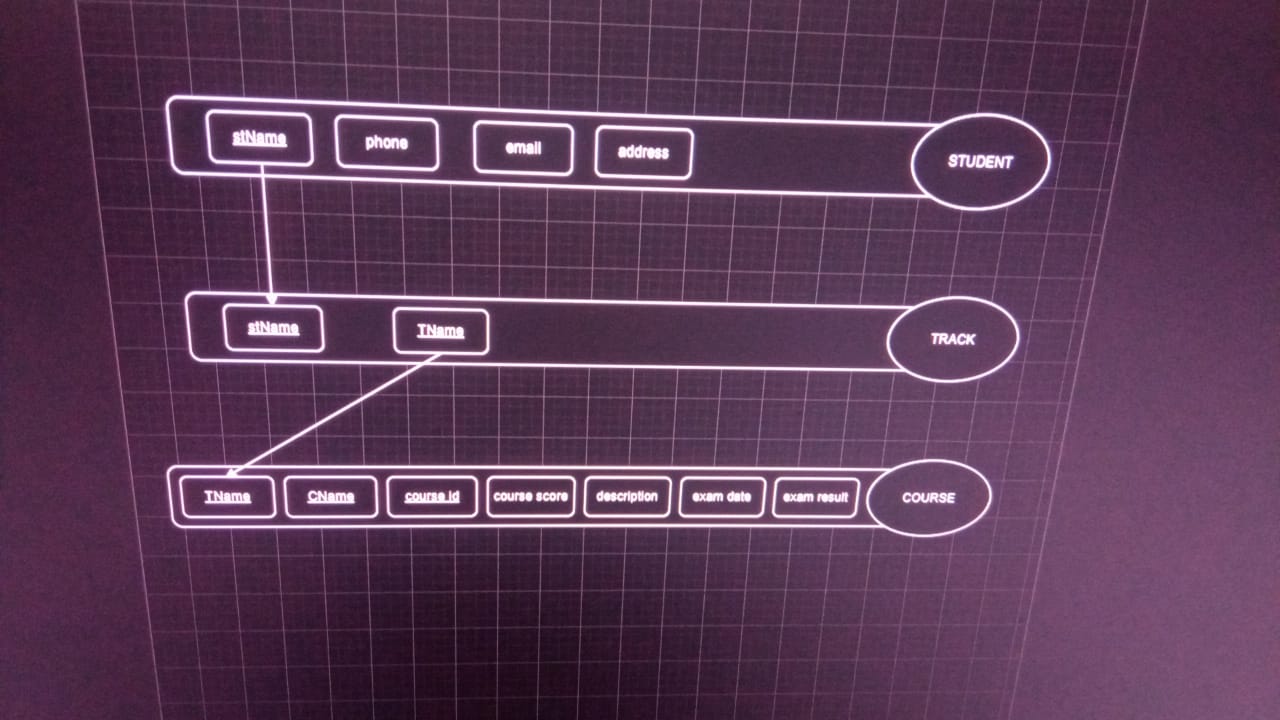 stName
phone
email
address
STUDENT
stName
TName
TRACK
TName
CName
course id
course score
description
exam date
exam result
COURSE